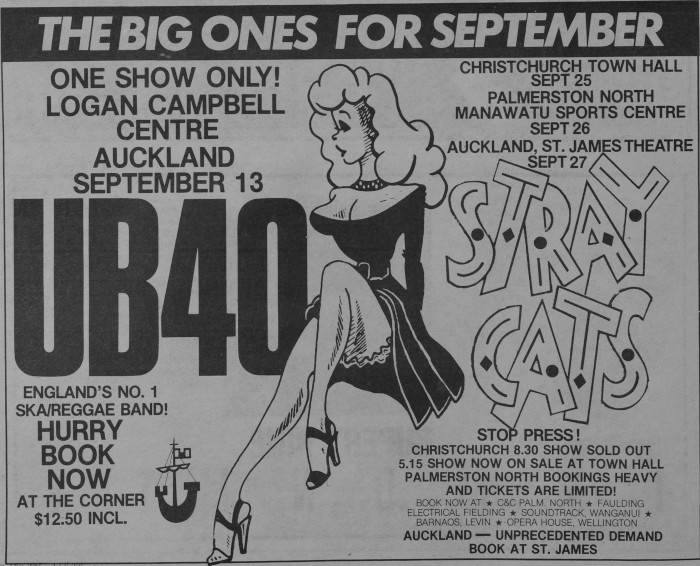 THE BIG ONES FOR SEPTEMBER
ONE SHOW ONLY!
LOGAN CAMPBELL
CENTRE
AUCKLAND
SEPTEMBER 13
UB40
ENGLAND'S NO. 1
SKA/REGGAE BAND!
HURRY
BOOK
NOW
AT THE CORNER
$12.50 INCL.
CHRISTCHURCH TOWN HALL
SEPT 25
PALMERSTON NORTH
MANAWATU SPORTS CENTRE
SEPT 26
AUCKLAND, ST. JAMES THEATRE
SEPT 27
STRAY
CATS
STOP PRESS!
CHRISTCHURCH 8.30 SHOW SOLD OUT
5.15 SHOW NOW ON SALE AT TOWN HALL
PALMERSTON NORTH BOOKINGS HEAVY
AND TICKETS ARE LIMITED!
BOOK NOW AT ★ C&C PALM. NORTH ★ FAULDING
ELECTRICAL FIELDING ★ SOUNDTRACK, WANGANUI ★
BARNAOS, LEVIN ★ OPERA HOUSE, WELLINGTON
AUCKLAND — UNPRECEDENTED DEMAND
BOOK AT ST. JAMES